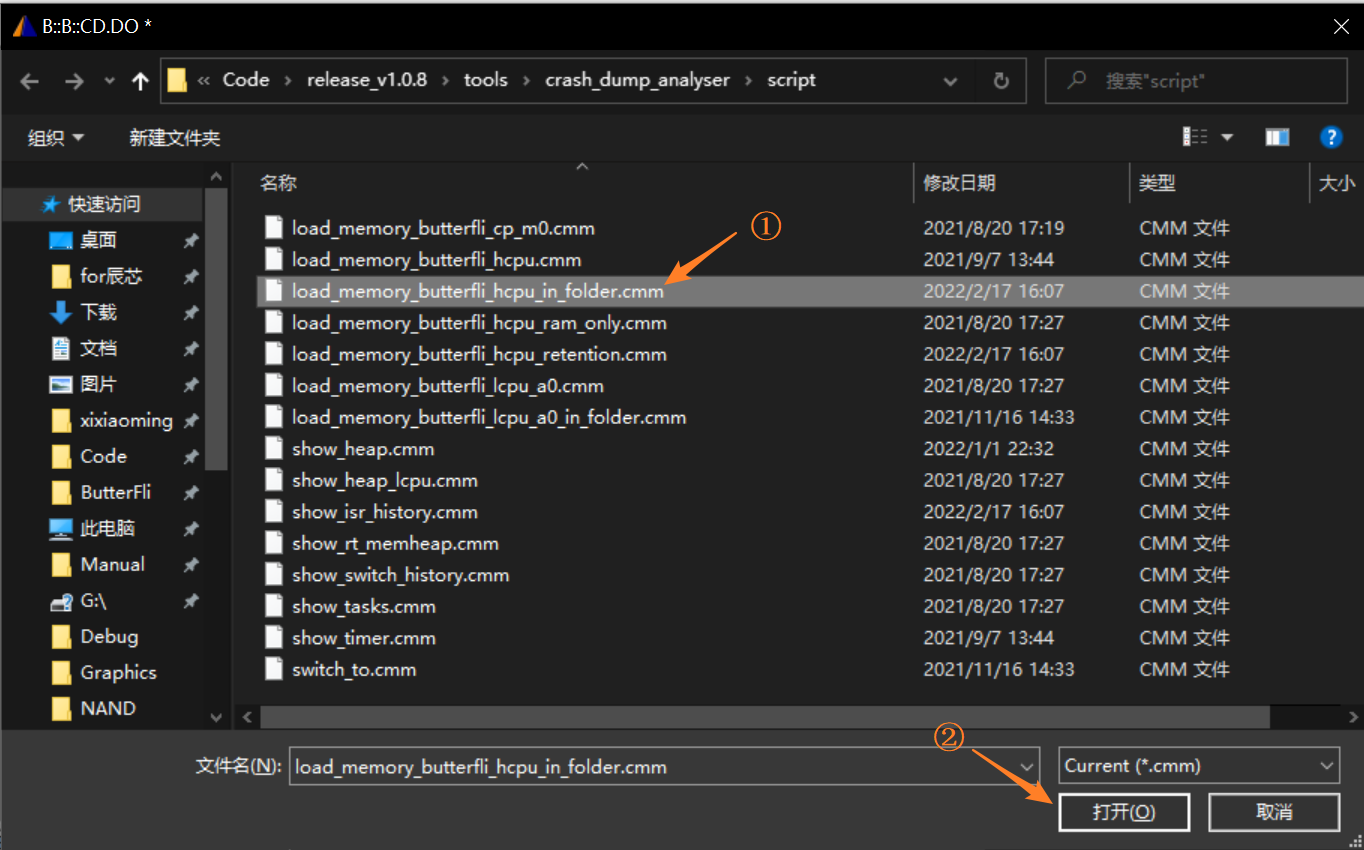 B::B::CD.DO *
« Code › release_v1.0.8 › tools › crash_dump_analyser › script
搜索"script"
组织 新建文件夹
?
名称 修改日期 类型 大小
快速访问
桌面
for辰芯
下载
文档
图片
xixiaoming
Code
ButterFli
此电脑
Manual
G:\
Debug
Graphics
NAND
load_memory_butterfli_cp_m0.cmm 2021/8/20 17:19 CMM 文件
load_memory_butterfli_hcpu.cmm 2021/9/7 13:44 CMM 文件
load_memory_butterfli_hcpu_in_folder.cmm 2022/2/17 16:07 CMM 文件
load_memory_butterfli_hcpu_ram_only.cmm 2021/8/20 17:27 CMM 文件
load_memory_butterfli_hcpu_retention.cmm 2022/2/17 16:07 CMM 文件
load_memory_butterfli_lcpu_a0.cmm 2021/8/20 17:27 CMM 文件
load_memory_butterfli_lcpu_a0_in_folder.cmm 2021/11/16 14:33 CMM 文件
show_heap.cmm 2022/1/1 22:32 CMM 文件
show_heap_lcpu.cmm 2021/8/20 17:27 CMM 文件
show_isr_history.cmm 2022/2/17 16:07 CMM 文件
show_rt_memheap.cmm 2021/8/20 17:27 CMM 文件
show_switch_history.cmm 2021/8/20 17:27 CMM 文件
show_tasks.cmm 2021/8/20 17:27 CMM 文件
show_timer.cmm 2021/9/7 13:44 CMM 文件
switch_to.cmm 2021/11/16 14:33 CMM 文件
①
②
文件名(N): load_memory_butterfli_hcpu_in_folder.cmm Current (*.cmm)
打开(O) 取消